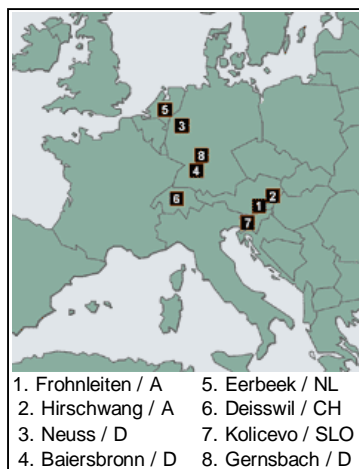 5
3
8
4
6
2
1
7
1. Frohnleiten / A 5. Eerbeek / NL
2. Hirschwang / A 6. Deisswil / CH
3. Neuss / D 7. Kolicevo / SLO
4. Baiersbronn / D 8. Gernsbach / D